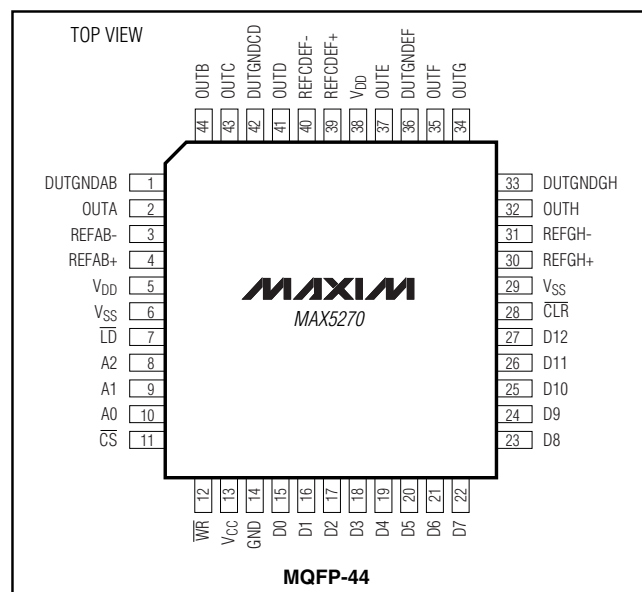 TOP VIEW
44 OUTB
43 OUTC
42 DUTGNDCD
41 OUTD
40 REFCDEF-
39 REFCDEF+
38 VDD
37 OUTE
36 DUTGNDEF
35 OUTF
34 OUTG
DUTGNDAB 1
OUTA 2
REFAB- 3
REFAB+ 4
VDD 5
VSS 6
LD 7
A2 8
A1 9
A0 10
CS 11
MAXIM
MAX5270
33 DUTGNDGH
32 OUTH
31 REFGH-
30 REFGH+
29 VSS
28 CLR
27 D12
26 D11
25 D10
24 D9
23 D8
WR 12
VCC 13
GND 14
D0 15
D1 16
D2 17
D3 18
D4 19
D5 20
D6 21
D7 22
MQFP-44